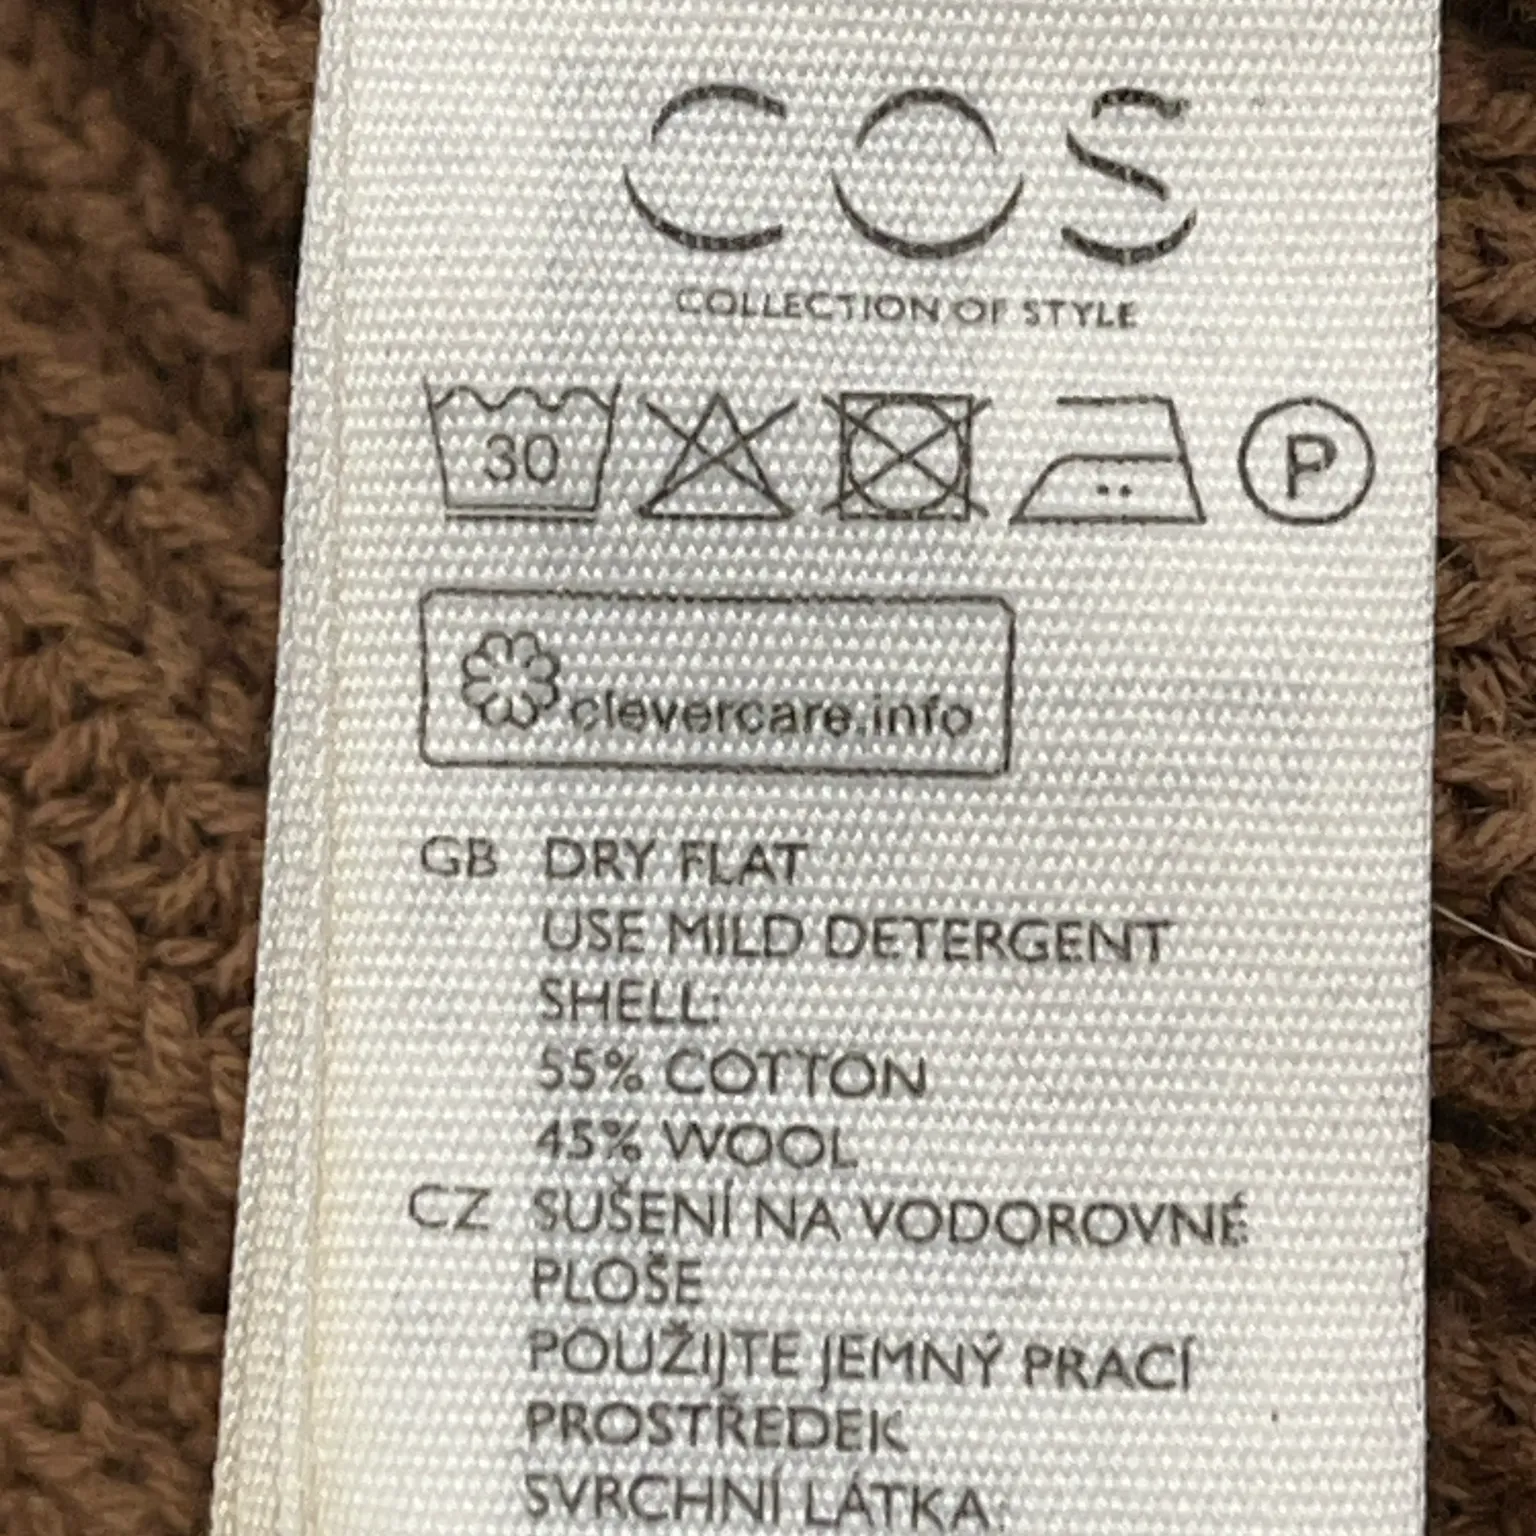 COS
COLLECTION OF STYLE
30 P
clevercare.info
GB DRY FLAT
USE MILD DETERGENT
SHELL:
55% COTTON
45% WOOL
CZ SUŠENÍ NA VODOROVNÉ
PLOŠE
POUŽIJTE JEMNÝ PRACÍ
PROSTŘEDEK
SVRCHNÍ LÁTKA: